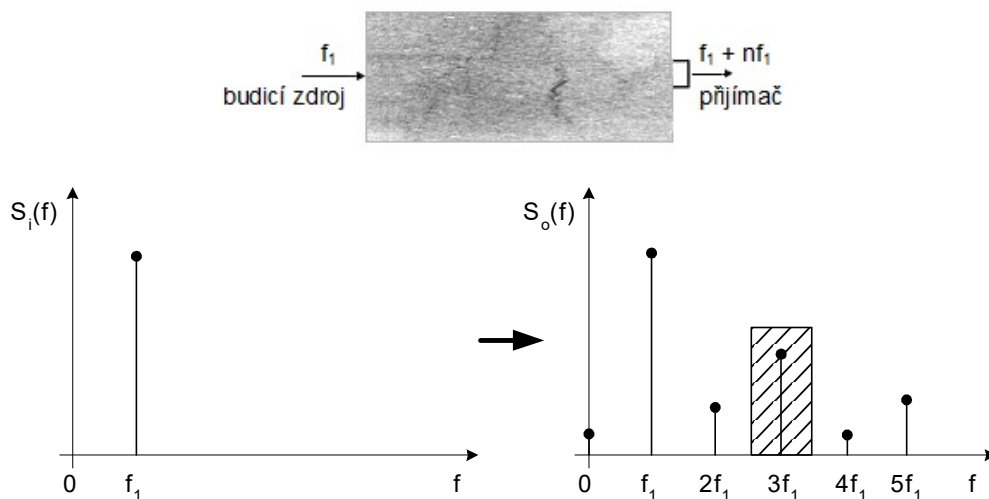 f₁
budicí zdroj
f₁ + nf₁
přijímač
Sᵢ(f)
0 f₁ f
Sₒ(f)
0 f₁ 2f₁ 3f₁ 4f₁ 5f₁ f